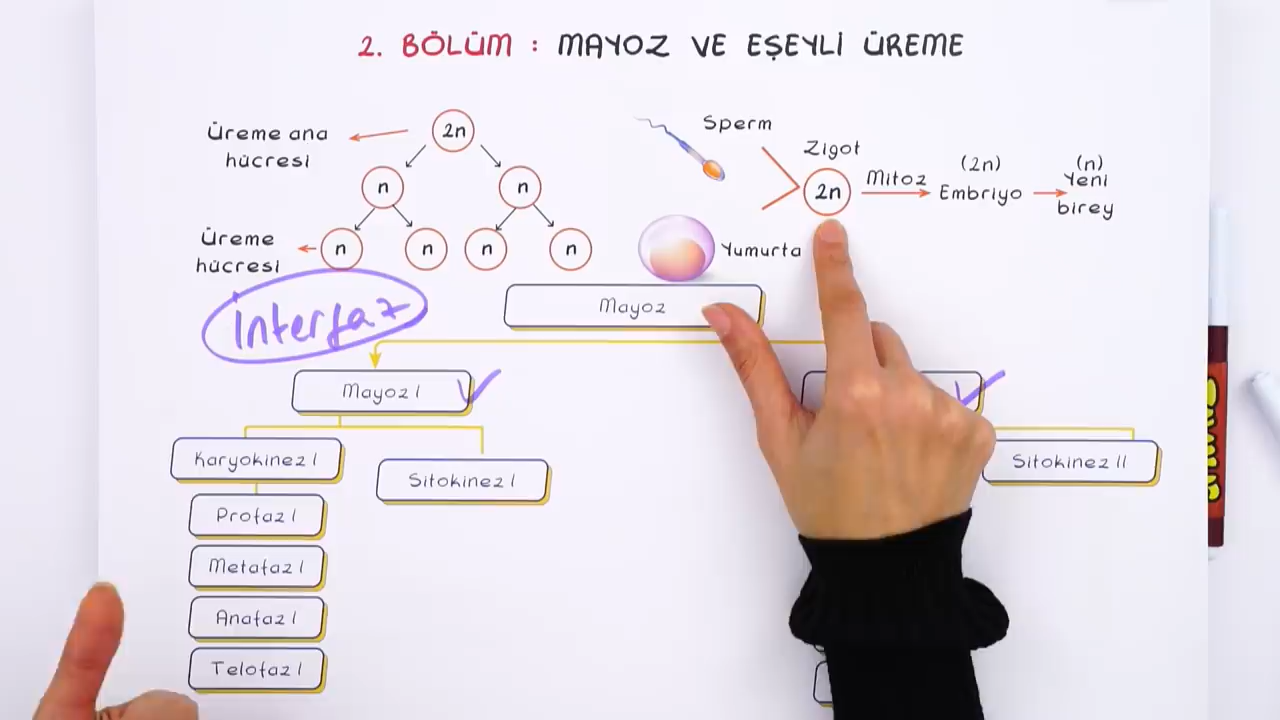 2. BÖLÜM : MAYOZ VE EŞEYLİ ÜREME
Üreme ana
hücresi
2n
n
n
Üreme
hücresi
n
n
n
n
Sperm
Yumurta
Zigot
2n
Mitoz
(2n)
Embriyo
(n)
Yeni
birey
İnterfaz
Mayoz
Mayoz I
Karyokinez I
Sitokinez I
Profaz I
Metafaz I
Anafaz I
Telofaz I
Sitokinez II